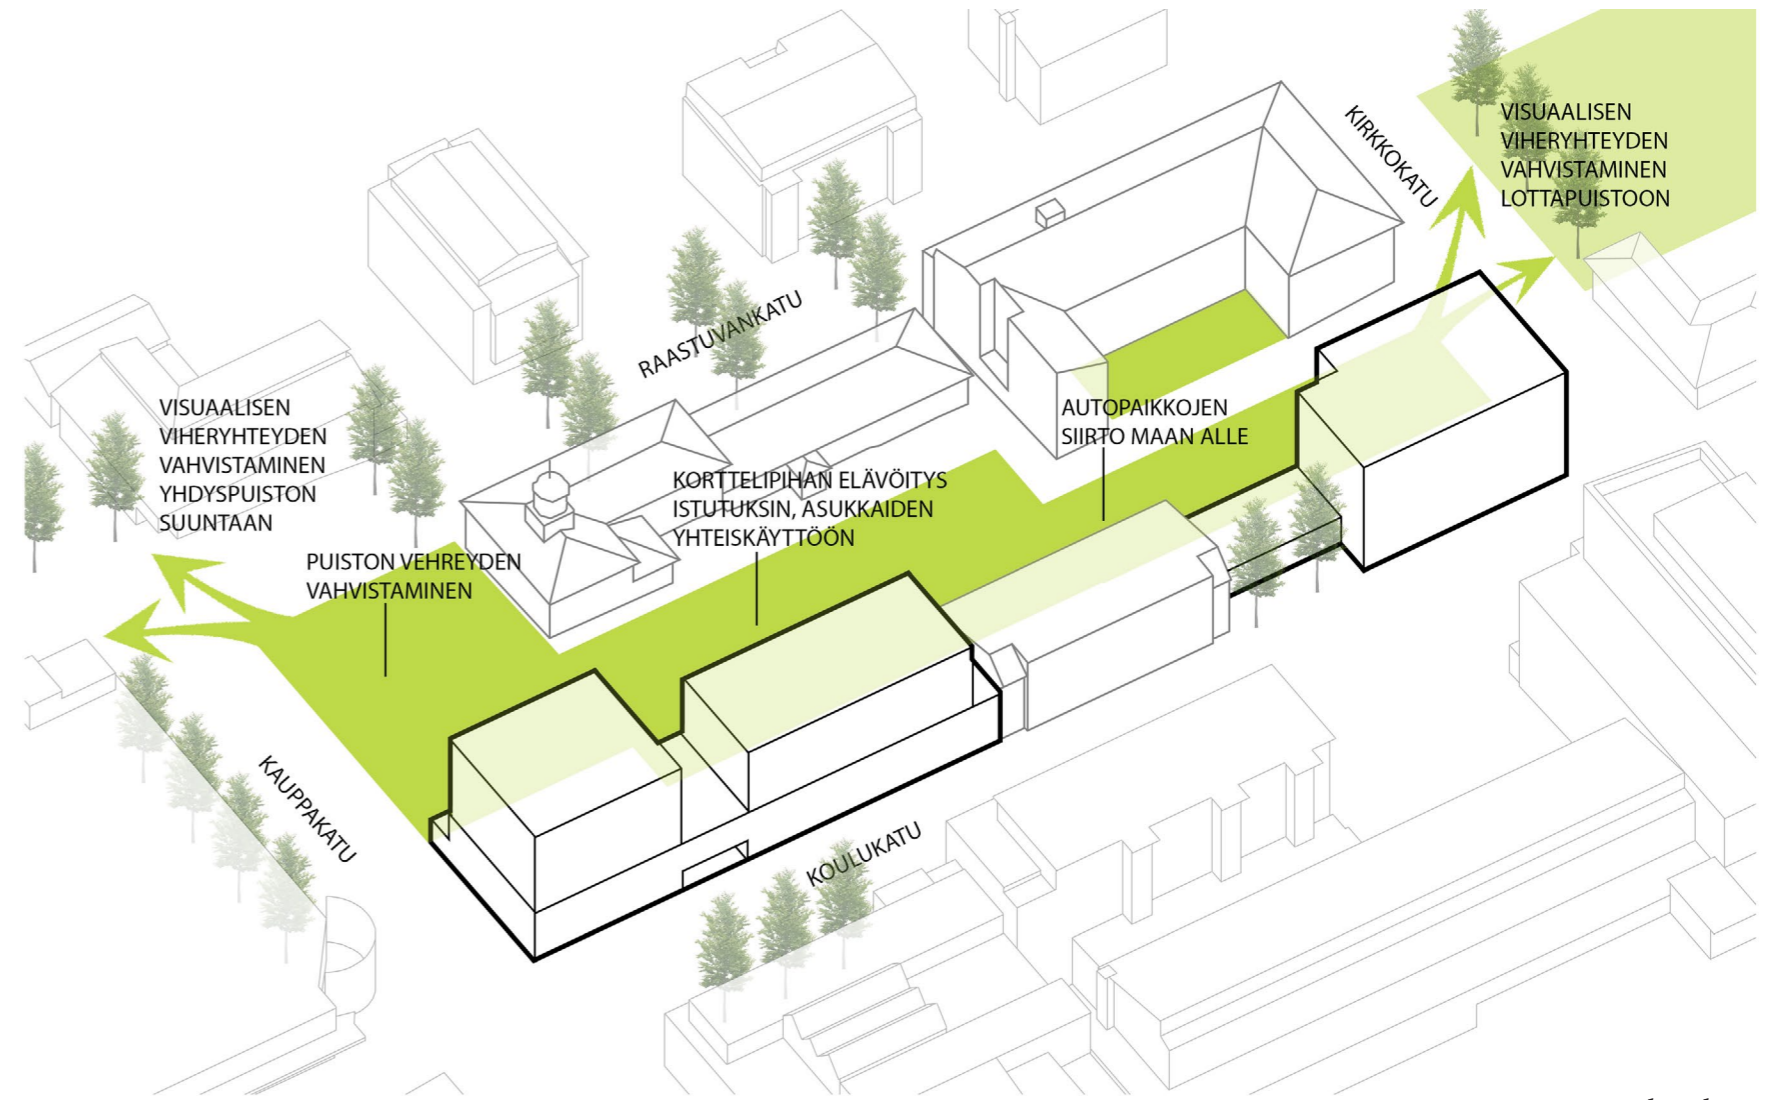 KIRKKOKATU
VISUAALISEN
VIHERYHTEYDEN
VAHVISTAMINEN
LOTTAPUISTOON
RAASTUVANKATU
VISUAALISEN
VIHERYHTEYDEN
VAHVISTAMINEN
YHDYSPUISTON
SUUNTAAN
AUTOPAIKKOJEN
SIIRTO MAAN ALLE
KORTTELIPIHAN ELÄVÖITYS
ISTUTUKSIN, ASUKKAIDEN
YHTEISKÄYTTÖÖN
PUISTON VEHREYDEN
VAHVISTAMINEN
KAUPPAKATU
KOULUKATU